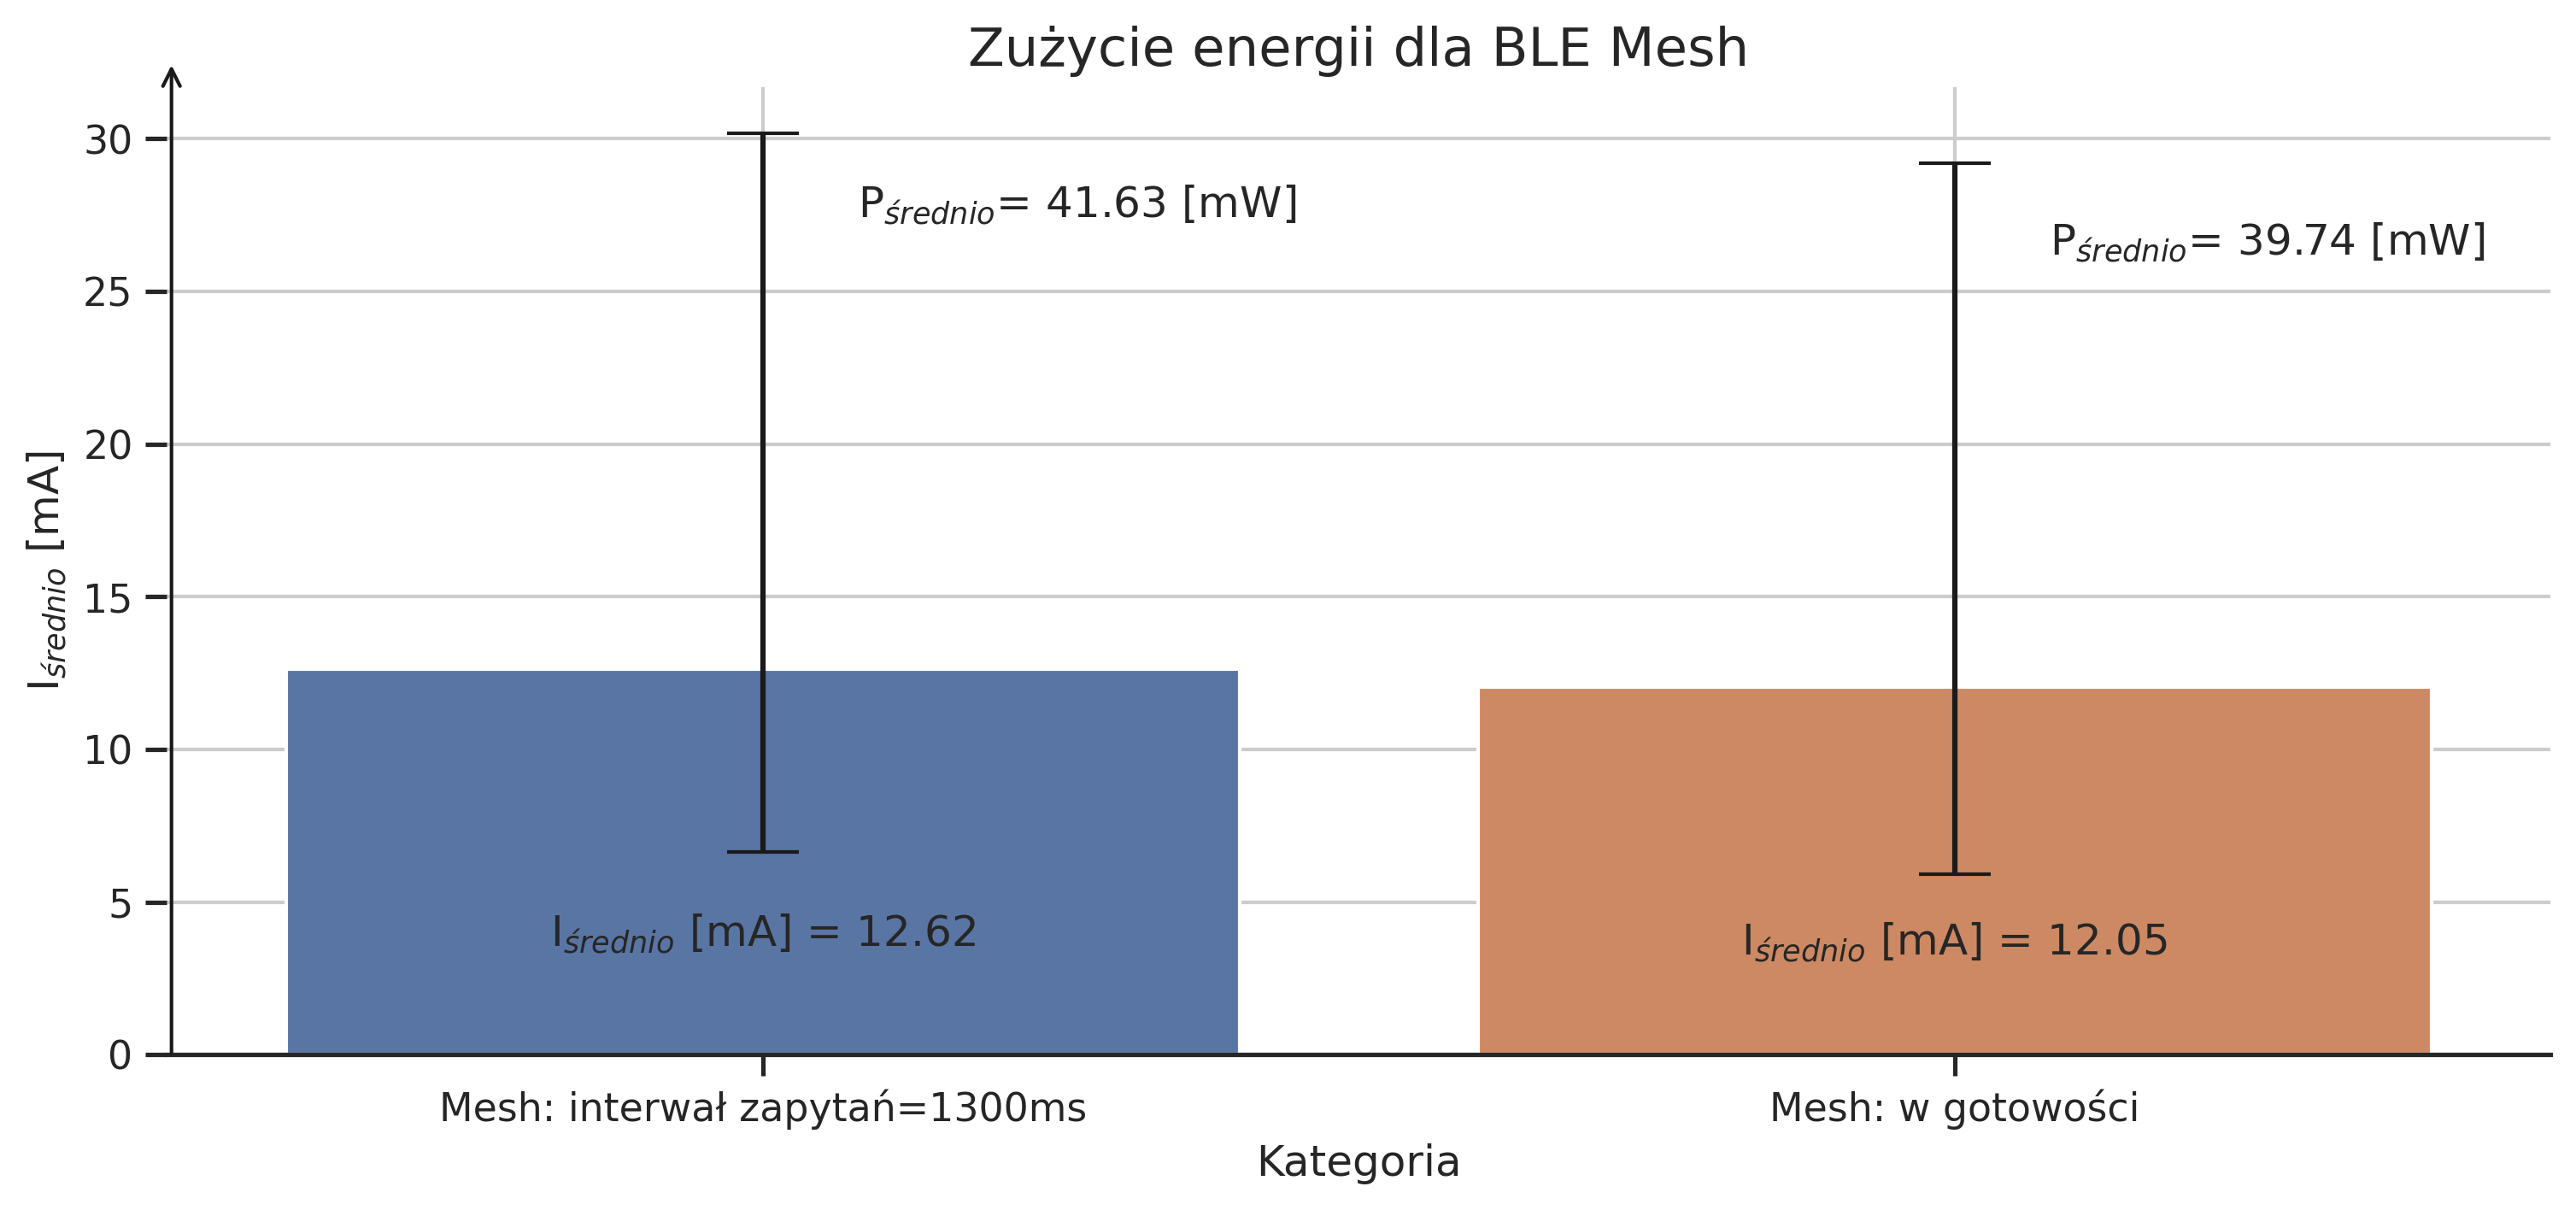 Zużycie energii dla BLE Mesh
30
25
20
15
10
5
0
Iśrednio [mA]
Pśrednio= 41.63 [mW]
Pśrednio= 39.74 [mW]
Iśrednio [mA] = 12.62
Iśrednio [mA] = 12.05
Mesh: interwał zapytań=1300ms
Mesh: w gotowości
Kategoria